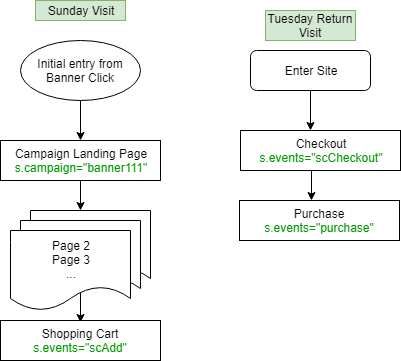 Sunday Visit
Initial entry from
Banner Click
Campaign Landing Page
s.campaign="banner111"
Page 2
Page 3
...
Shopping Cart
s.events="scAdd"
Tuesday Return
Visit
Enter Site
Checkout
s.events="scCheckout"
Purchase
s.events="purchase"